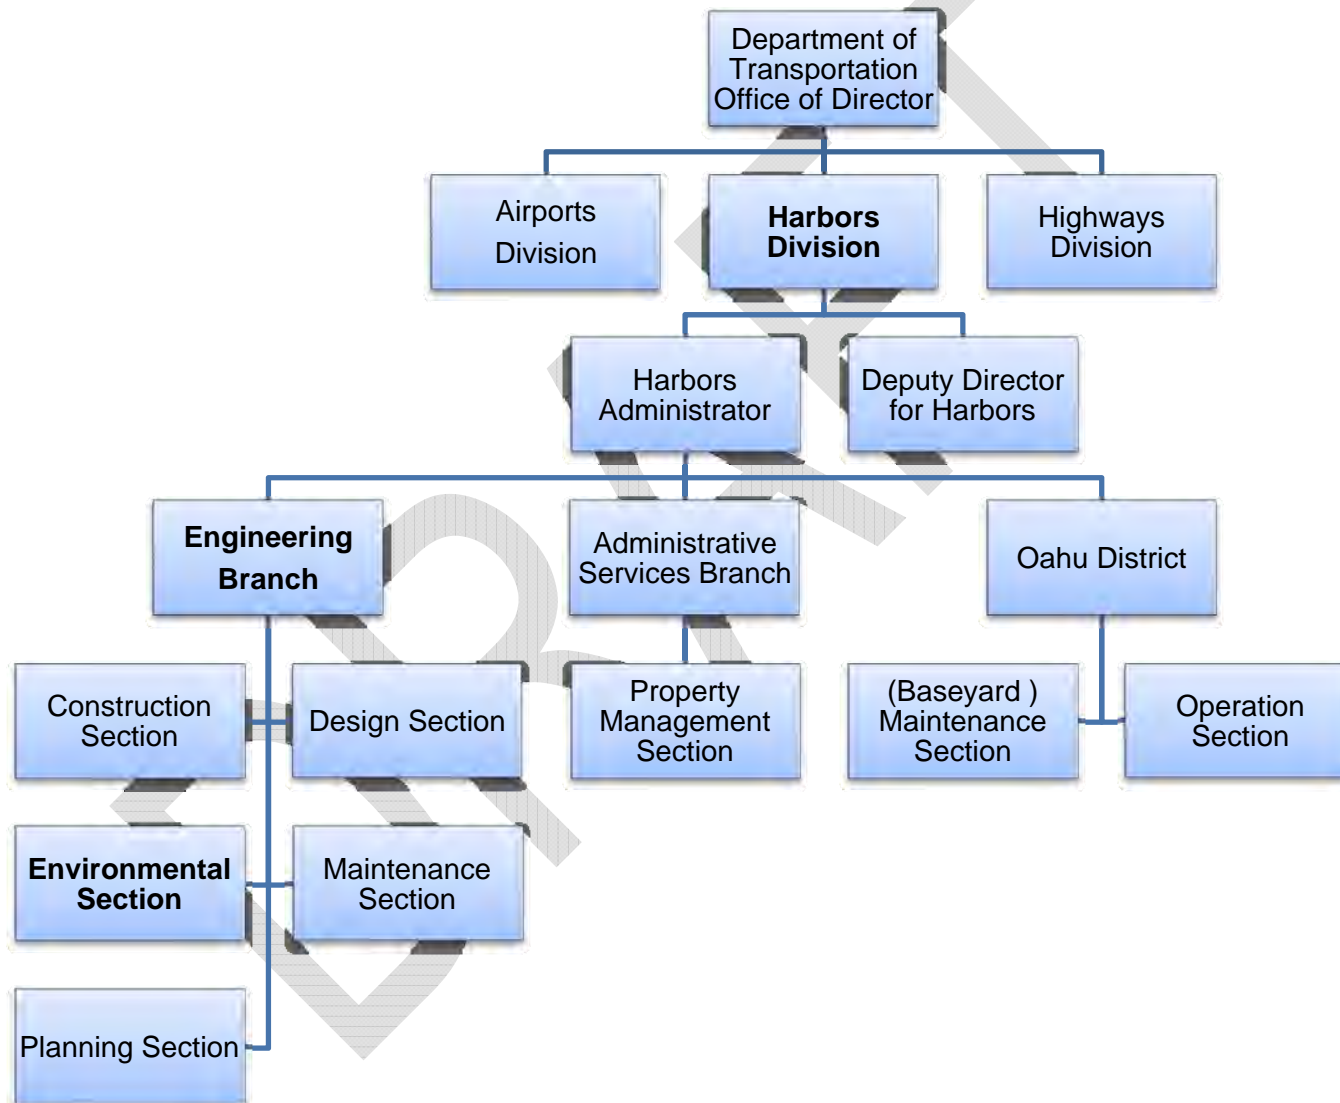 Department of
Transportation
Office of Director
Airports
Division
Harbors
Division
Highways
Division
Harbors
Administrator
Deputy Director
for Harbors
Engineering
Branch
Administrative
Services Branch
Oahu District
Construction
Section
Design Section
Property
Management
Section
(Baseyard )
Maintenance
Section
Operation
Section
Environmental
Section
Maintenance
Section
Planning Section
DRAFT